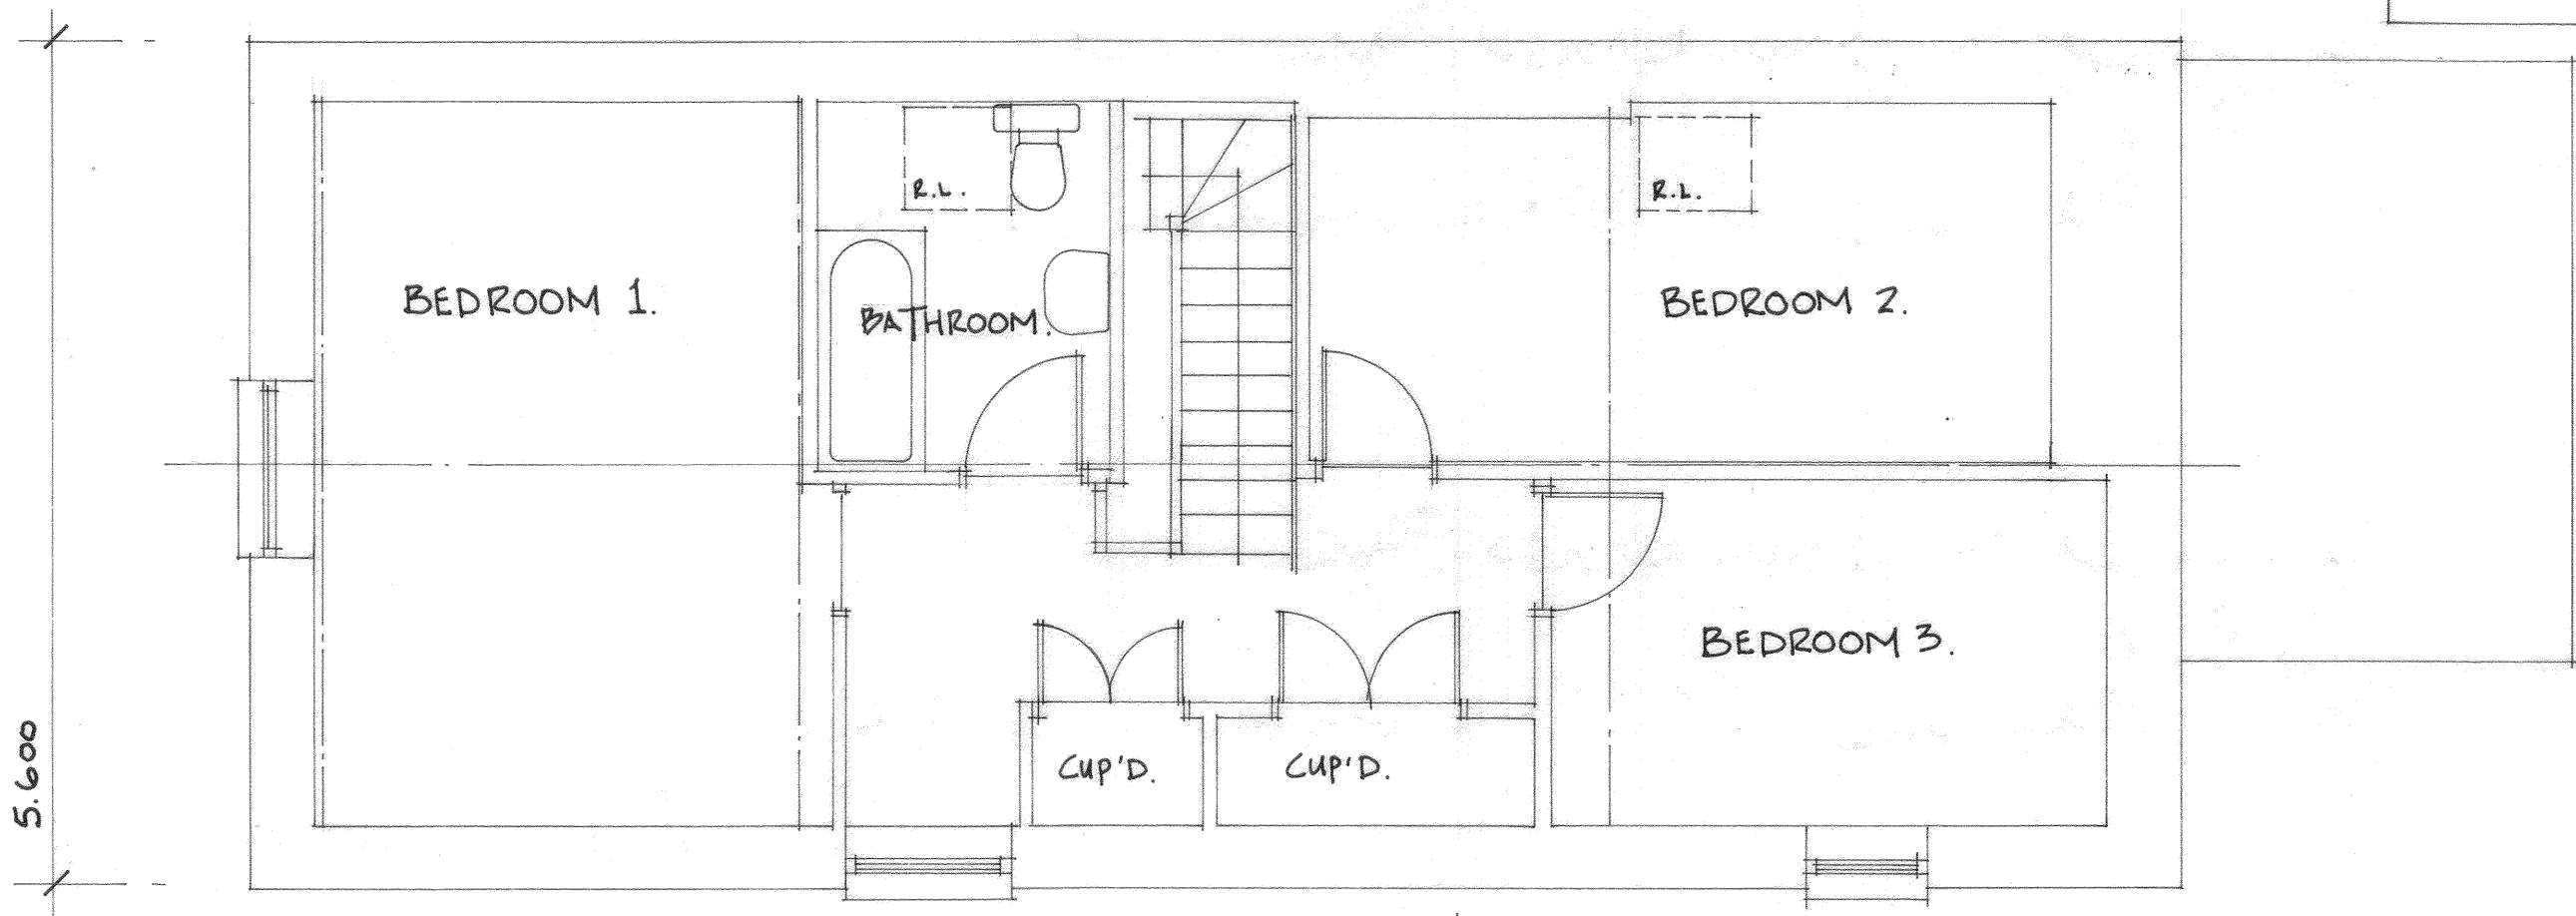 R.L.
R.L.
BEDROOM 1.
BATHROOM.
BEDROOM 2.
BEDROOM 3.
CUP'D.
CUP'D.
5.600